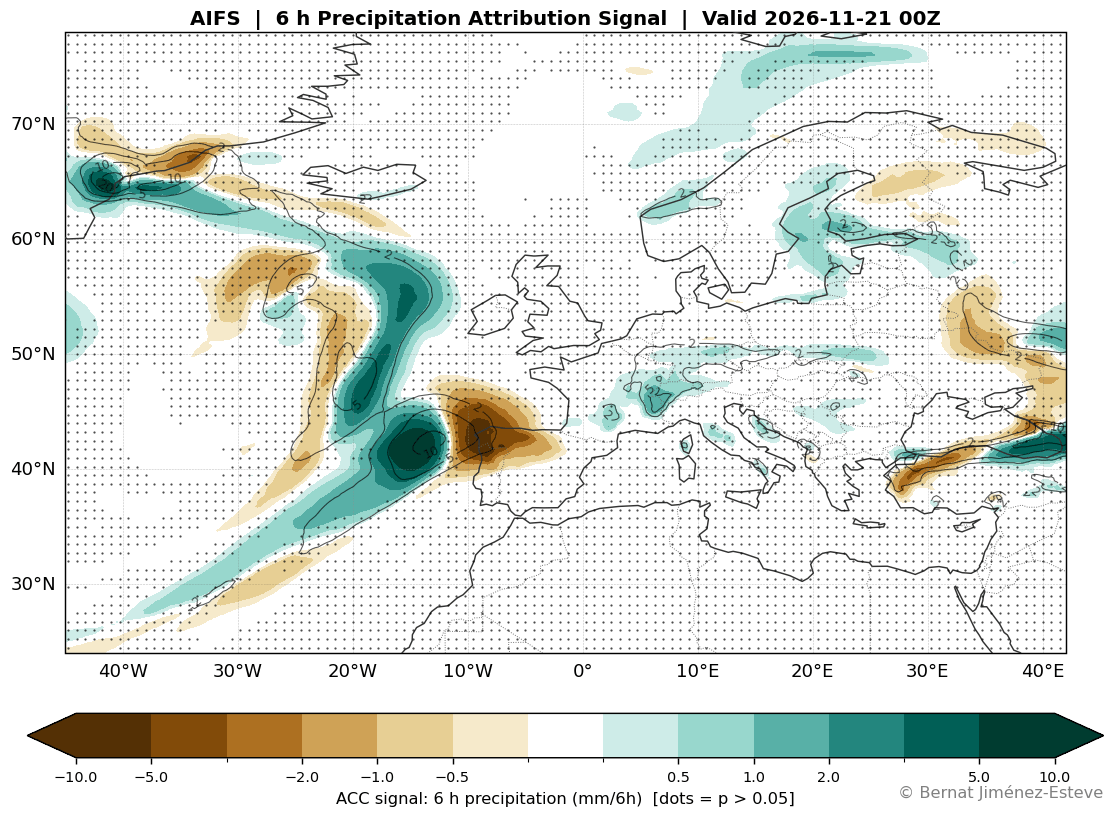 AIFS | 6 h Precipitation Attribution Signal | Valid 2026-11-21 00Z
70°N
60°N
50°N
40°N
30°N
40°W 30°W 20°W 10°W 0° 10°E 20°E 30°E 40°E
−10.0 −5.0 −2.0 −1.0 −0.5 0.5 1.0 2.0 5.0 10.0
ACC signal: 6 h precipitation (mm/6h) [dots = p > 0.05]
© Bernat Jiménez-Esteve